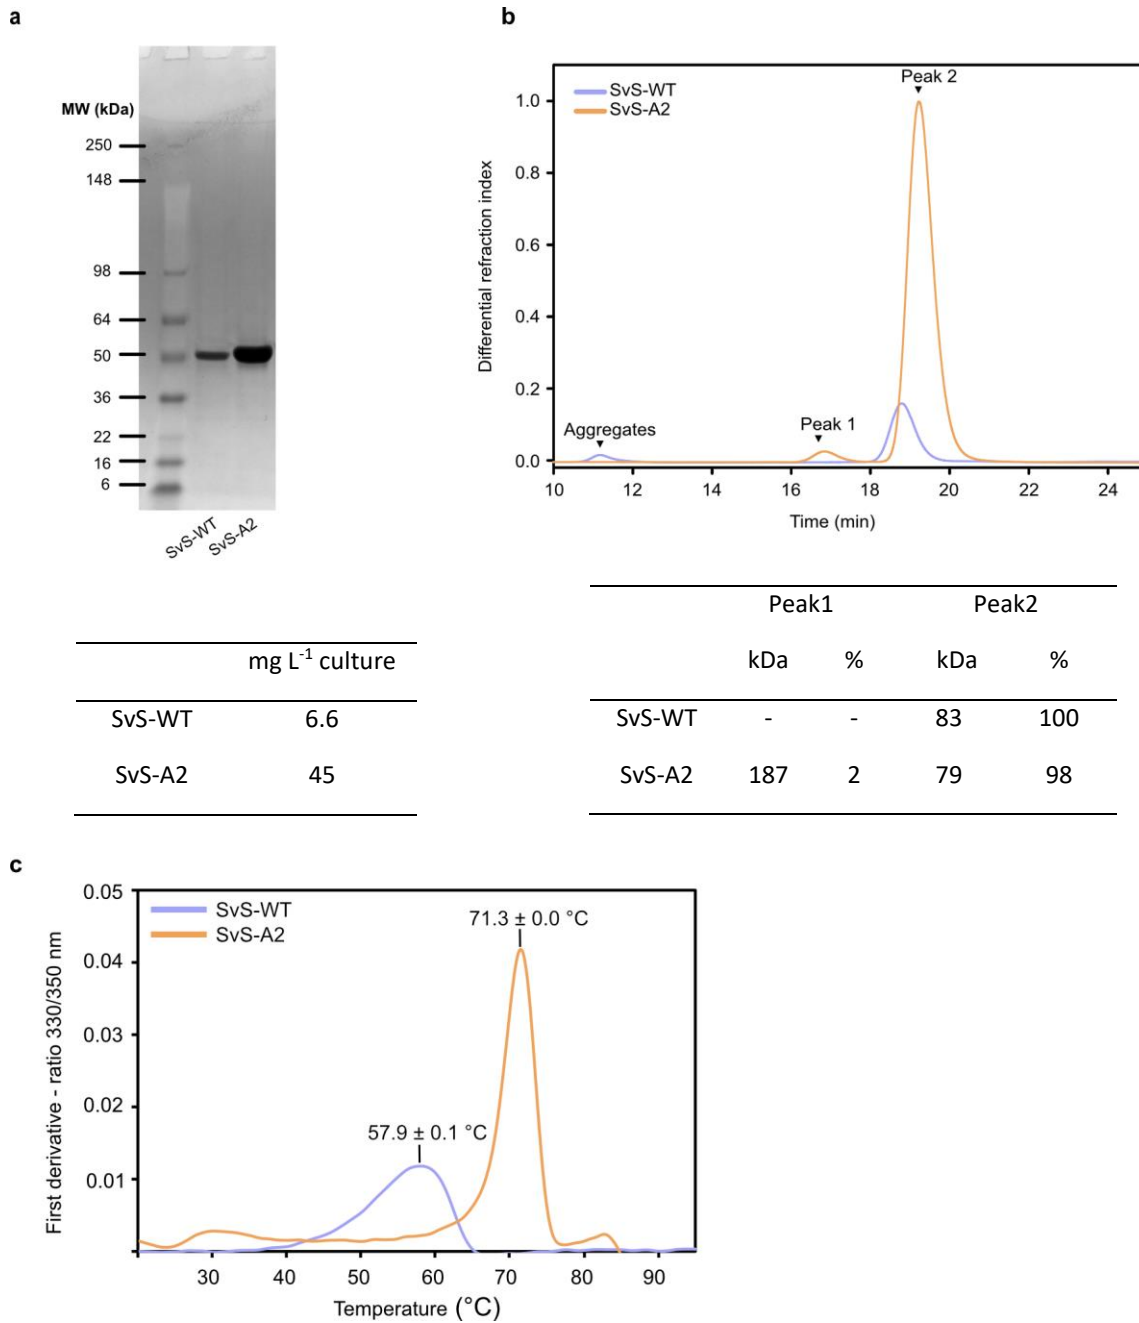 a
MW (kDa)
250
148
98
64
50
36
22
16
6
SvS-WT
SvS-A2
mg L⁻¹ culture
SvS-WT 6.6
SvS-A2 45
b
SvS-WT
SvS-A2
Peak 2
Peak 1
Aggregates
Differential refraction index
1.0
0.8
0.6
0.4
0.2
0.0
10 12 14 16 18 20 22 24
Time (min)
Peak1 Peak2
kDa % kDa %
SvS-WT - - 83 100
SvS-A2 187 2 79 98
c
SvS-WT
SvS-A2
71.3 ± 0.0 °C
57.9 ± 0.1 °C
First derivative - ratio 330/350 nm
0.05
0.04
0.03
0.02
0.01
30 40 50 60 70 80 90
Temperature (°C)